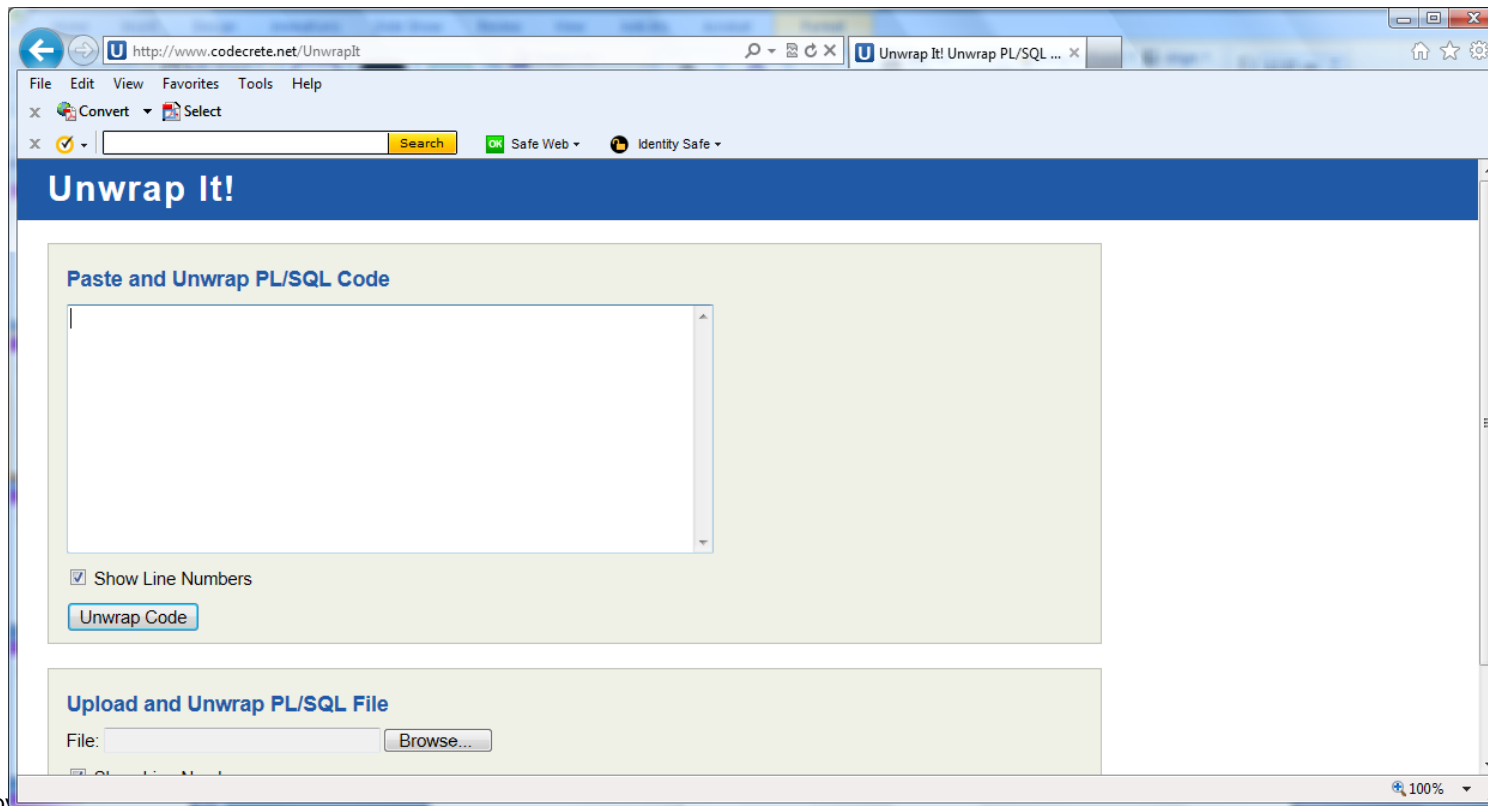 http://www.codecrete.net/UnwrapIt
Unwrap It! Unwrap PL/SQL ...
File Edit View Favorites Tools Help
Convert Select
Search OK Safe Web Identity Safe
Unwrap It!
Paste and Unwrap PL/SQL Code
Show Line Numbers
Unwrap Code
Upload and Unwrap PL/SQL File
File: Browse...
100%